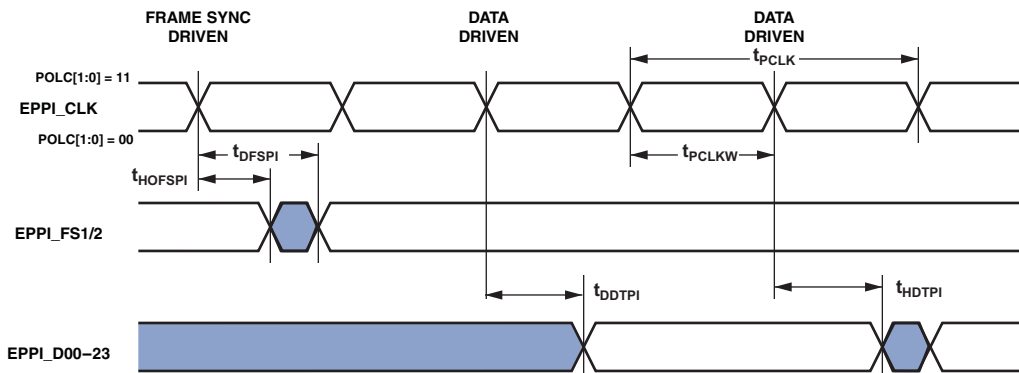 FRAME SYNC
DRIVEN
DATA
DRIVEN
DATA
DRIVEN
tPCLK
POLC[1:0] = 11
EPPI_CLK
POLC[1:0] = 00
tDFSPI
tPCLKW
tHOFSPI
EPPI_FS1/2
tDDTPI
tHDTPI
EPPI_D00–23